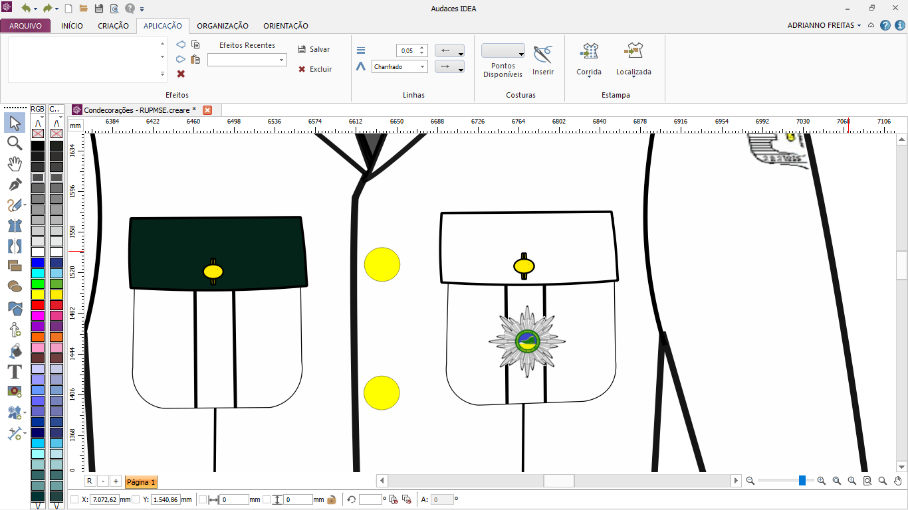 Audaces IDEA
ARQUIVO INÍCIO CRIAÇÃO APLICAÇÃO ORGANIZAÇÃO ORIENTAÇÃO
ADRIANNO FREITAS
Efeitos Recentes
Salvar
Excluir
Efeitos
0.05
Chanfrado
Linhas
Pontos
Disponíveis
Inserir
Costuras
Corrida
Localizada
Estampa
RGB C...
Condecorações - RUPMSE.creare *
mm 6384 6422 6460 6498 6536 6574 6612 6650 6688 6726 6764 6802 6840 6878 6916 6954 6992 7030 7068 7106
1634
1596
1558
1520
1482
1444
1406
1368
R - + Página 1
X: 7.072.62 mm Y: 1.540.86 mm 0 mm 0 mm º A: 0 º